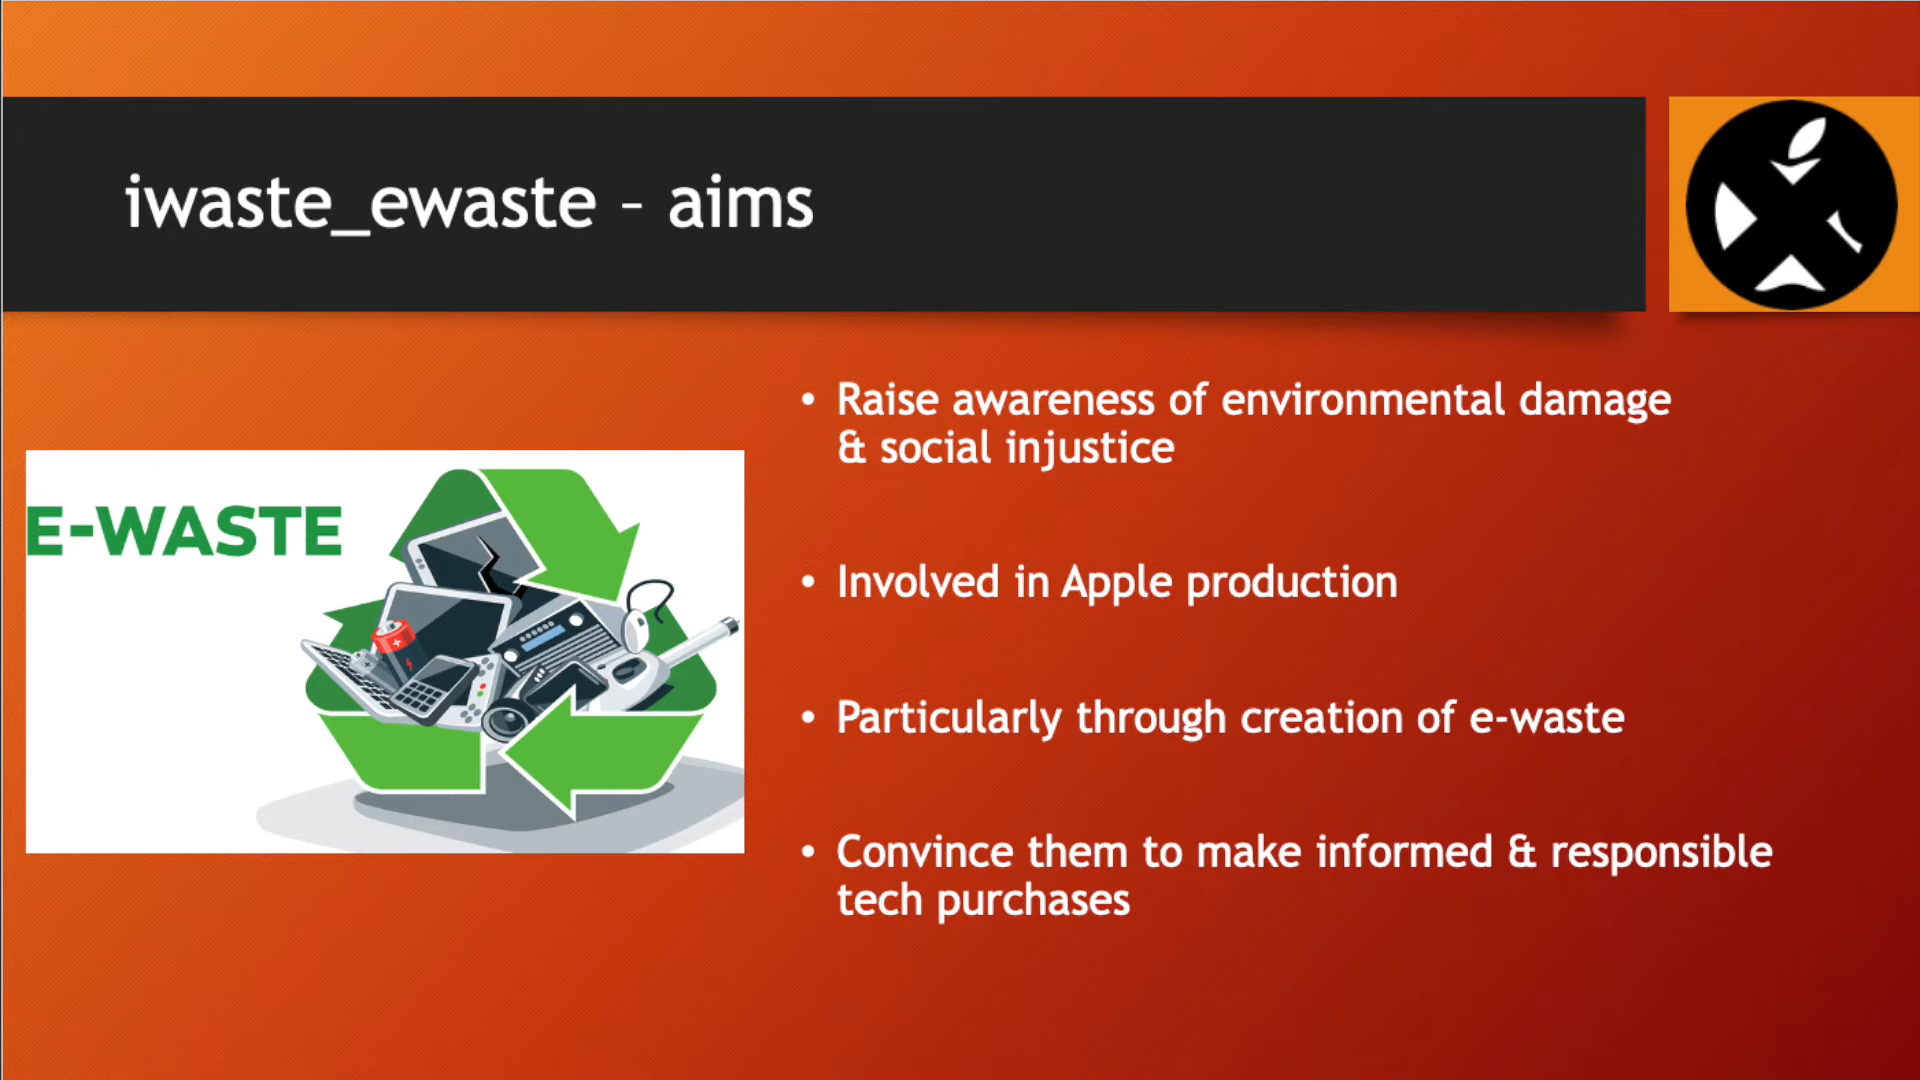 iwaste_ewaste – aims
E-WASTE
• Raise awareness of environmental damage
& social injustice
• Involved in Apple production
• Particularly through creation of e-waste
• Convince them to make informed & responsible
tech purchases